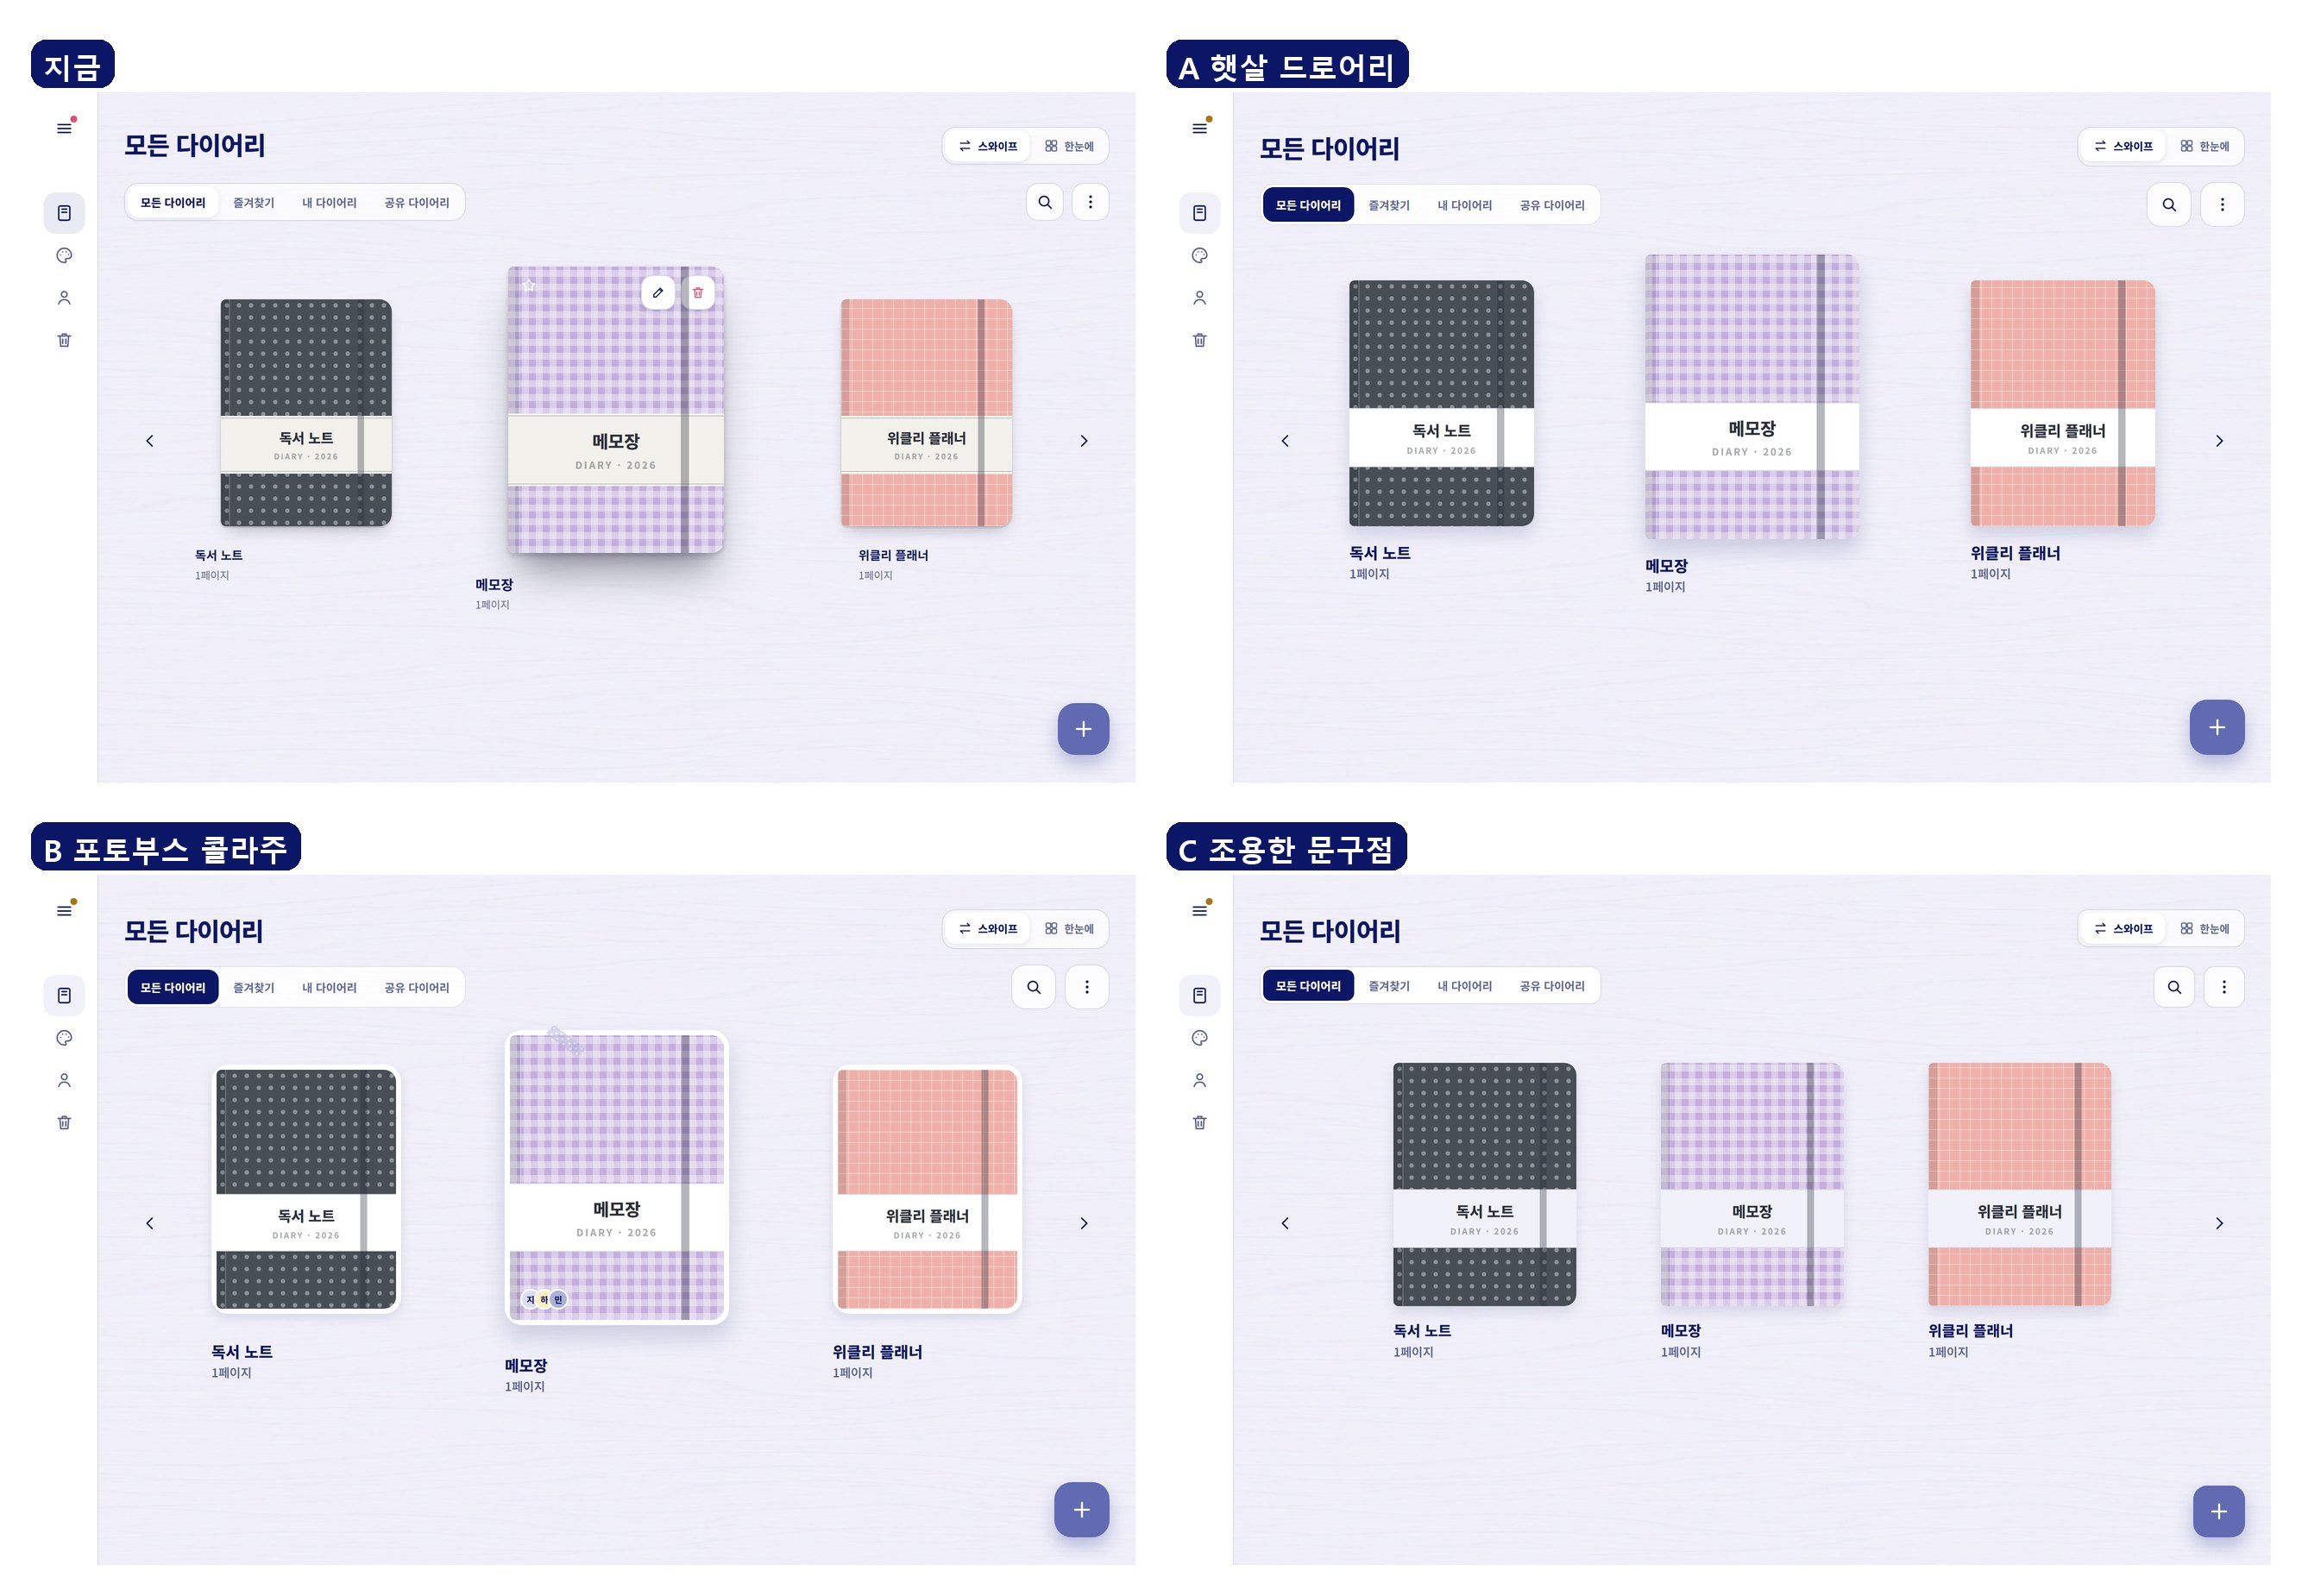 지금
모든 다이어리
스와이프 한눈에
모든 다이어리 즐겨찾기 내 다이어리 공유 다이어리
독서 노트
DIARY · 2026
메모장
DIARY · 2026
위클리 플래너
DIARY · 2026
독서 노트
1페이지
메모장
1페이지
위클리 플래너
1페이지
A 햇살 드로어리
모든 다이어리
스와이프 한눈에
모든 다이어리 즐겨찾기 내 다이어리 공유 다이어리
독서 노트
DIARY · 2026
메모장
DIARY · 2026
위클리 플래너
DIARY · 2026
독서 노트
1페이지
메모장
1페이지
위클리 플래너
1페이지
B 포토부스 콜라주
모든 다이어리
스와이프 한눈에
모든 다이어리 즐겨찾기 내 다이어리 공유 다이어리
독서 노트
DIARY · 2026
메모장
DIARY · 2026
위클리 플래너
DIARY · 2026
지 하 민
독서 노트
1페이지
메모장
1페이지
위클리 플래너
1페이지
C 조용한 문구점
모든 다이어리
스와이프 한눈에
모든 다이어리 즐겨찾기 내 다이어리 공유 다이어리
독서 노트
DIARY · 2026
메모장
DIARY · 2026
위클리 플래너
DIARY · 2026
독서 노트
1페이지
메모장
1페이지
위클리 플래너
1페이지